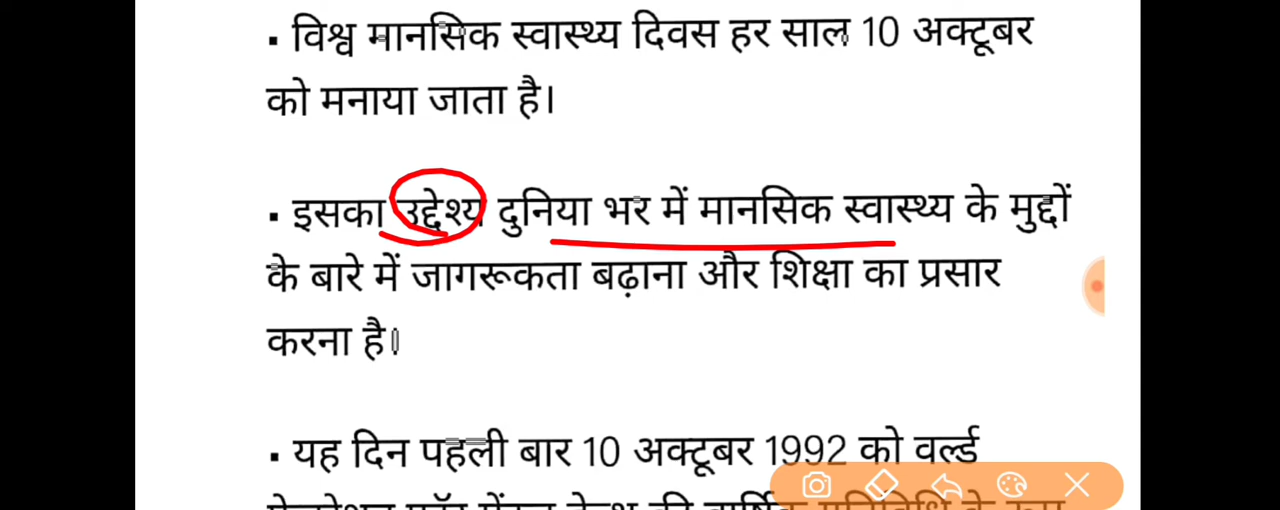 ▪ विश्व मानसिक स्वास्थ्य दिवस हर साल 10 अक्टूबर
को मनाया जाता है।
▪ इसका उद्देश्य दुनिया भर में मानसिक स्वास्थ्य के मुद्दों
के बारे में जागरूकता बढ़ाना और शिक्षा का प्रसार
करना है।
▪ यह दिन पहली बार 10 अक्टूबर 1992 को वर्ल्ड